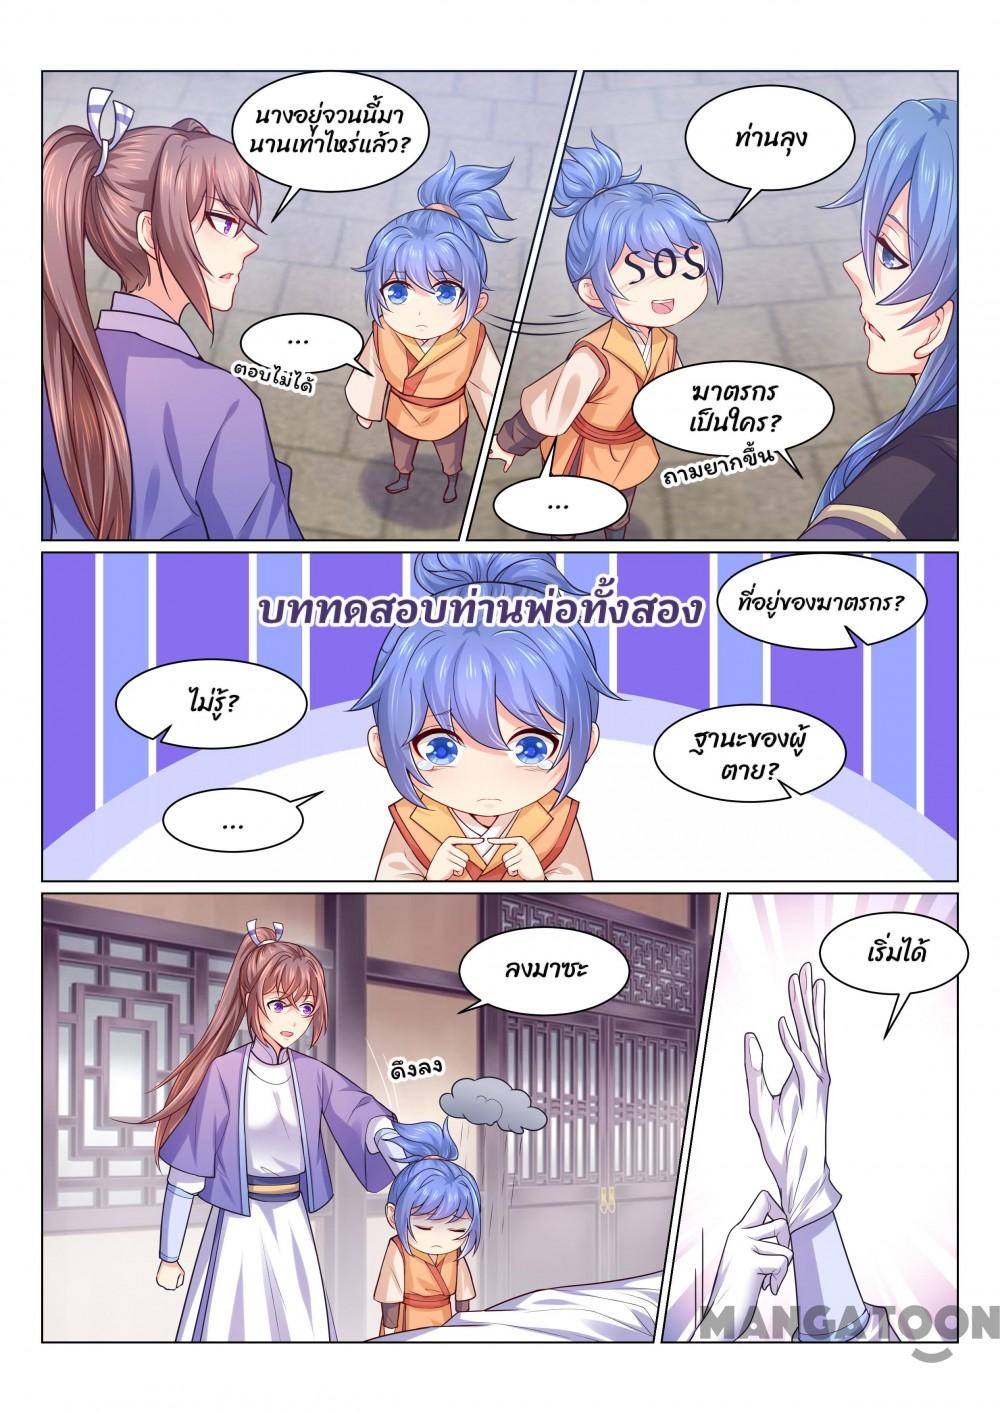 นางอยู่จวนนี้มา
นานเท่าไหร่แล้ว?
...
ตอบไม่ได้
ท่านลุง
SOS
ฆาตรกร
เป็นใคร?
ถามยากขึ้น
...
บททดสอบท่านพ่อทั้งสอง
ที่อยู่ของฆาตรกร?
ไม่รู้?
ฐานะของผู้
ตาย?
...
ลงมาซะ
ดึงลง
เริ่มได้
MANGATOON